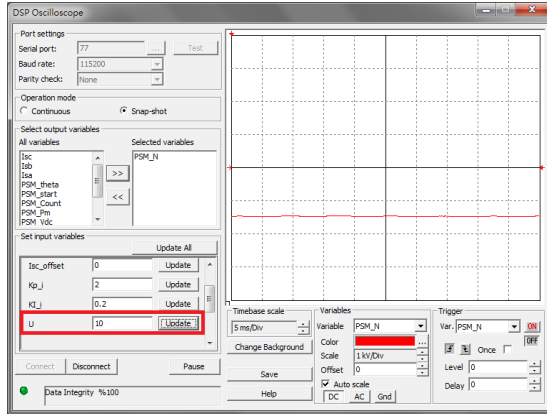 DSP Oscilloscope
Port settings
Serial port: 77 ... Test
Baud rate: 115200
Parity check: None
Operation mode
Continuous Snap-shot
Select output variables
All variables Selected variables
Isc
Isb
Isa
PSM_theta
PSM_start
PSM_Count
PSM_Pm
PSM_Vdc
>>
<<
PSM_N
Set input variables
Update All
Isc_offset 0 Update
Kp_i 2 Update
KI_i 0.2 Update
U 10 Update
Connect Disconnect Pause
Data Integrity %100
Timebase scale
5 ms/Div
Change Background
Save
Help
Variables
Variable PSM_N
Color ...
Scale 1 kV/Div
Offset 0
Auto scale
DC AC Gnd
Trigger
Var. PSM_N ON
OFF
Once
Level 0
Delay 0